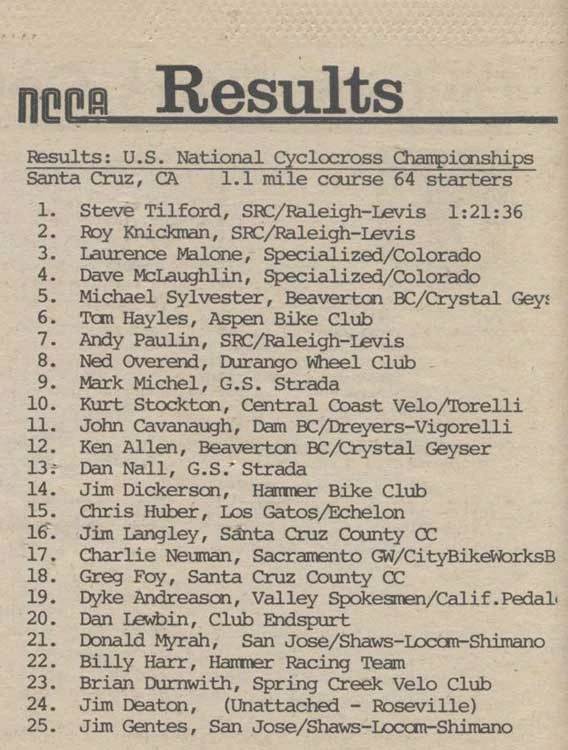 NCCA Results
Results: U.S. National Cyclocross Championships
Santa Cruz, CA 1.1 mile course 64 starters
1. Steve Tilford, SRC/Raleigh-Levis 1:21:36
2. Roy Knickman, SRC/Raleigh-Levis
3. Laurence Malone, Specialized/Colorado
4. Dave McLaughlin, Specialized/Colorado
5. Michael Sylvester, Beaverton BC/Crystal Geys
6. Tom Hayles, Aspen Bike Club
7. Andy Paulin, SRC/Raleigh-Levis
8. Ned Overend, Durango Wheel Club
9. Mark Michel, G.S. Strada
10. Kurt Stockton, Central Coast Velo/Torelli
11. John Cavanaugh, Dam BC/Dreyers-Vigorelli
12. Ken Allen, Beaverton BC/Crystal Geyser
13. Dan Nall, G.S. Strada
14. Jim Dickerson, Hammer Bike Club
15. Chris Huber, Los Gatos/Echelon
16. Jim Langley, Santa Cruz County CC
17. Charlie Neuman, Sacramento GW/CityBikeWorksB
18. Greg Foy, Santa Cruz County CC
19. Dyke Andreason, Valley Spokesmen/Calif.Pedal
20. Dan Lewbin, Club Endspurt
21. Donald Myrah, San Jose/Shaws-Locom-Shimano
22. Billy Harr, Hammer Racing Team
23. Brian Durnwith, Spring Creek Velo Club
24. Jim Deaton, (Unattached - Roseville)
25. Jim Gentes, San Jose/Shaws-Locom-Shimano